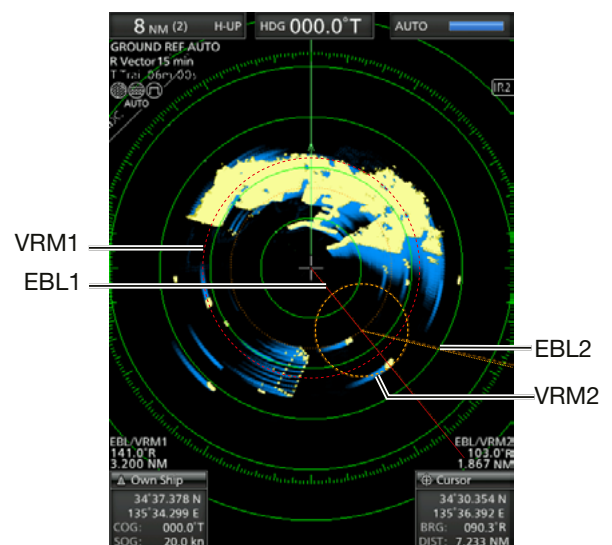 8 NM (2) H-UP HDG 000.0°T AUTO
GROUND REF AUTO
R Vector 15 min
T Trai 06min 00s
AUTO
IR2
VRM1
EBL1
EBL2
VRM2
EBL/VRM1
141.0°R
3.200 NM
EBL/VRM2
103.0°R
1.867 NM
Own Ship
34°37.378 N
135°34.299 E
COG: 000.0°T
SOG: 20.0 kn
Cursor
34°30.354 N
135°36.392 E
BRG: 090.3°R
DIST: 7.233 NM